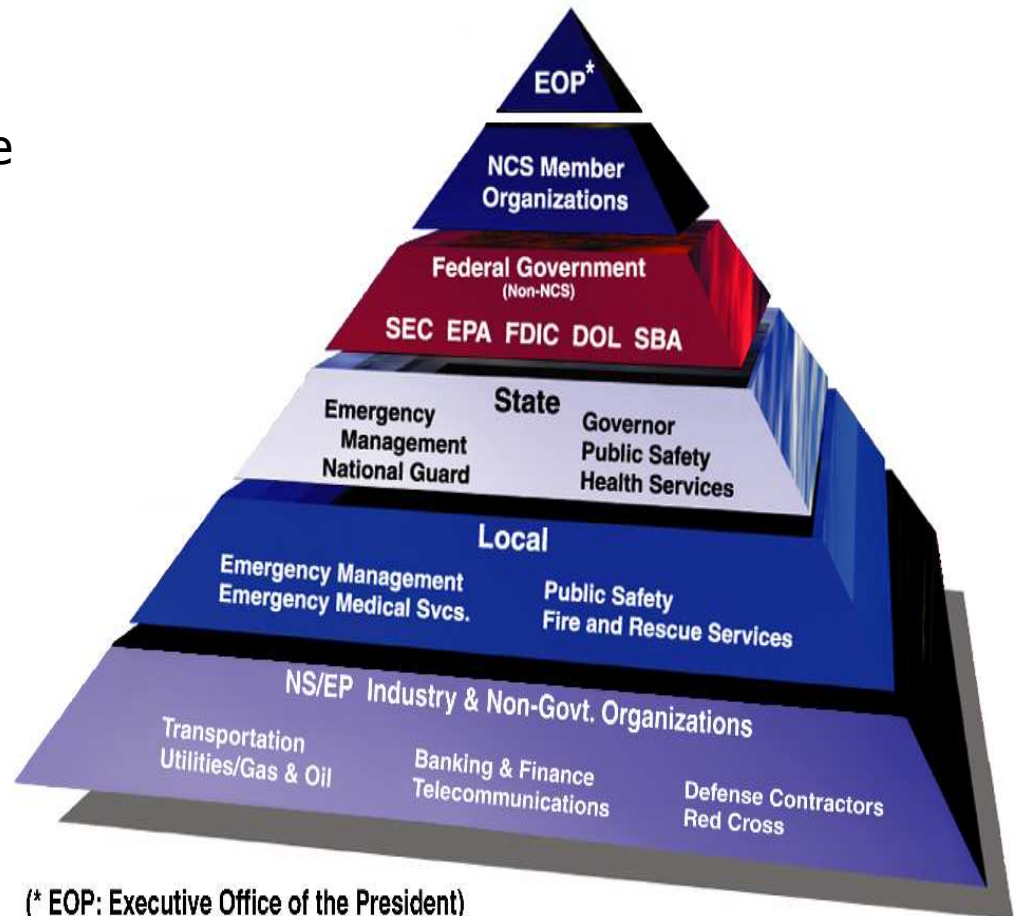 e
EOP*
NCS Member
Organizations
Federal Government
(Non-NCS)
SEC EPA FDIC DOL SBA
State
Emergency
Management
National Guard
Governor
Public Safety
Health Services
Local
Emergency Management
Emergency Medical Svcs.
Public Safety
Fire and Rescue Services
NS/EP Industry & Non-Govt. Organizations
Transportation
Utilities/Gas & Oil
Banking & Finance
Telecommunications
Defense Contractors
Red Cross
(* EOP: Executive Office of the President)